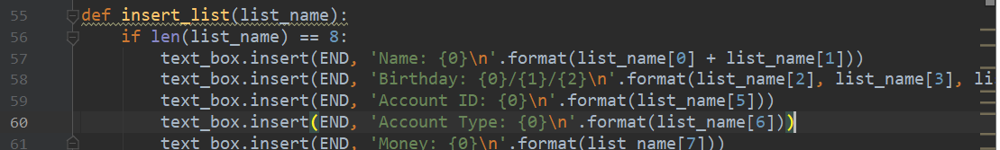 55 def insert_list(list_name):
56 if len(list_name) == 8:
57 text_box.insert(END, 'Name: {0}\n'.format(list_name[0] + list_name[1]))
58 text_box.insert(END, 'Birthday: {0}/{1}/{2}\n'.format(list_name[2], list_name[3], li
59 text_box.insert(END, 'Account ID: {0}\n'.format(list_name[5]))
60 text_box.insert(END, 'Account Type: {0}\n'.format(list_name[6]))
61 text_box.insert(END, 'Money: {0}\n'.format(list_name[7]))